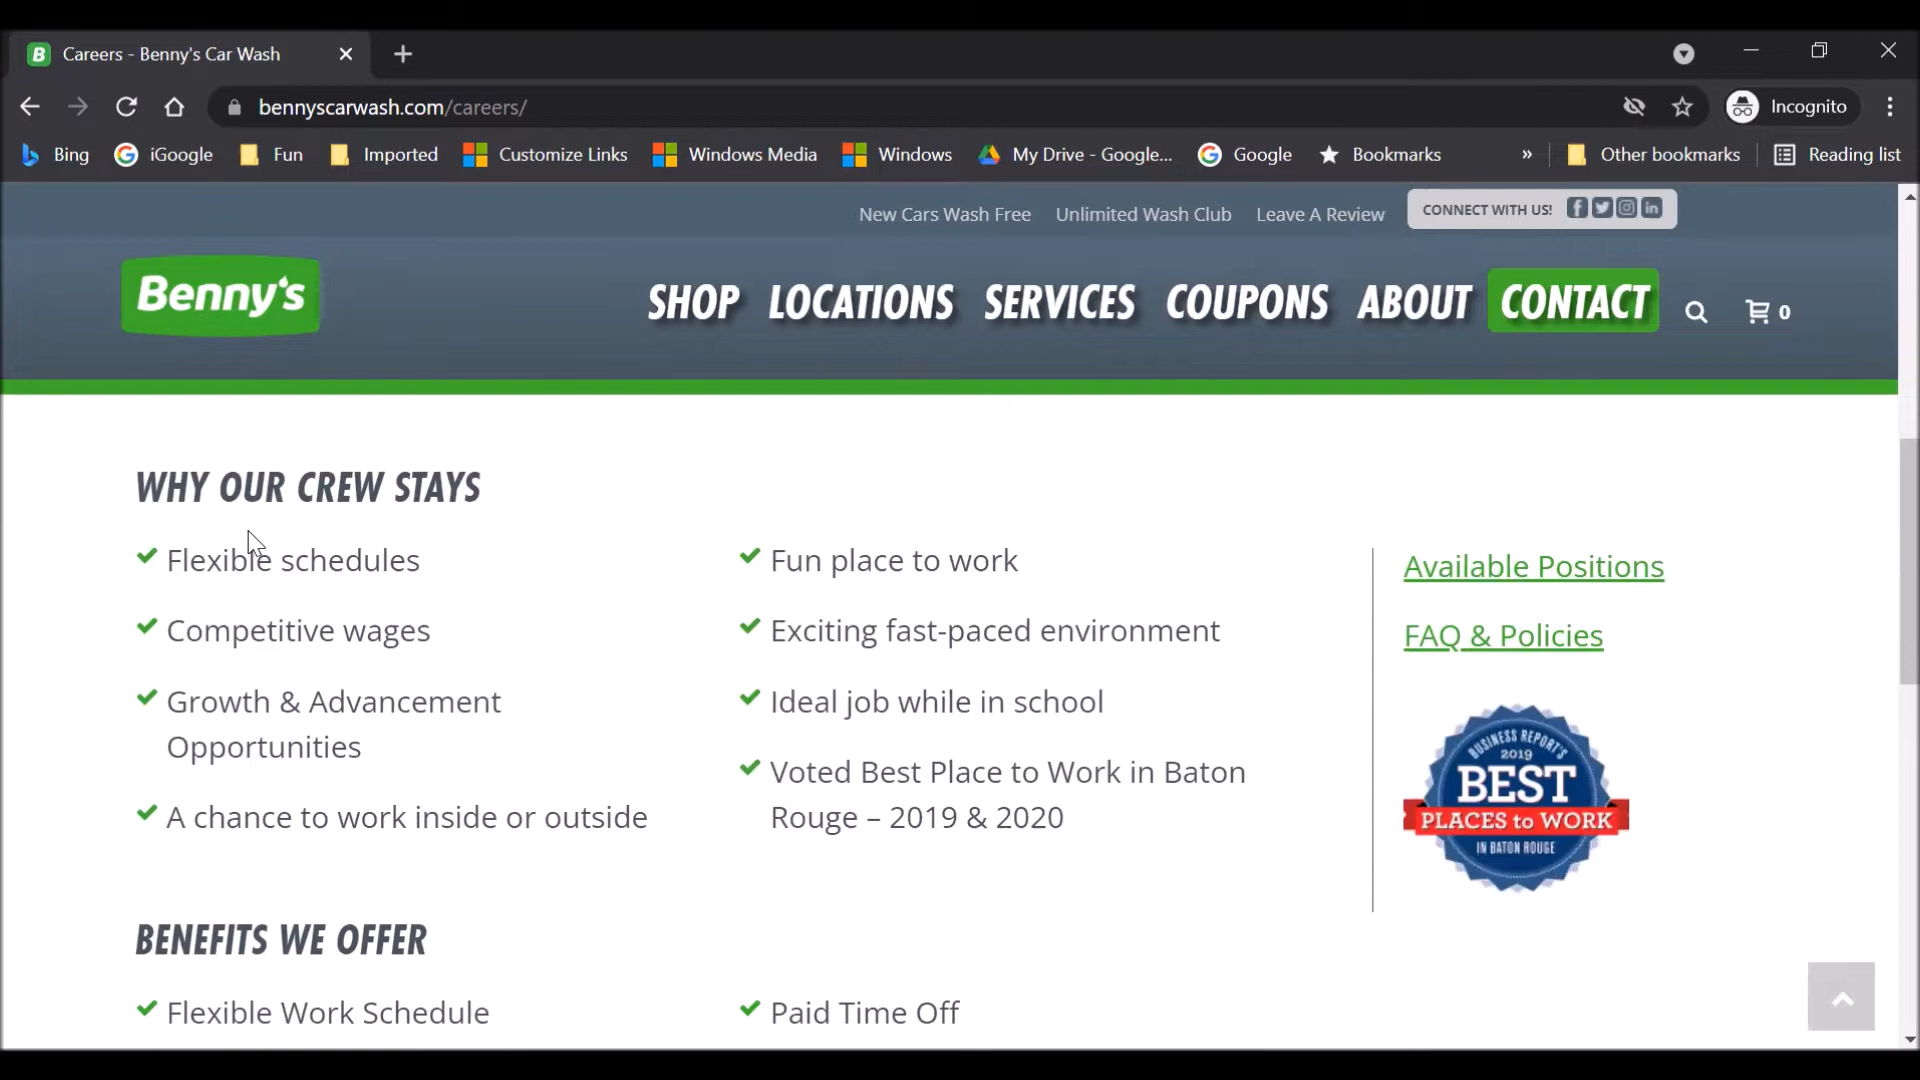 Careers - Benny's Car Wash
bennyscarwash.com/careers/
Incognito
Bing
iGoogle
Fun
Imported
Customize Links
Windows Media
Windows
My Drive - Google...
Google
Bookmarks
»
Other bookmarks
Reading list
New Cars Wash Free
Unlimited Wash Club
Leave A Review
CONNECT WITH US!
Benny's
SHOP
LOCATIONS
SERVICES
COUPONS
ABOUT
CONTACT
0
WHY OUR CREW STAYS
Flexible schedules
Competitive wages
Growth & Advancement
Opportunities
A chance to work inside or outside
Fun place to work
Exciting fast-paced environment
Ideal job while in school
Voted Best Place to Work in Baton
Rouge – 2019 & 2020
Available Positions
FAQ & Policies
BUSINESS REPORT'S
2019
BEST
PLACES to WORK
IN BATON ROUGE
BENEFITS WE OFFER
Flexible Work Schedule
Paid Time Off